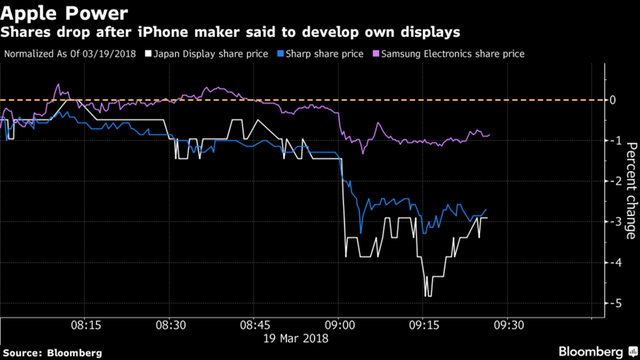 Apple Power
Shares drop after iPhone maker said to develop own displays
Normalized As Of 03/19/2018 Japan Display share price Sharp share price Samsung Electronics share price
0
-1
-2
-3
-4
-5
Percent change
08:15 08:30 08:45 09:00 09:15 09:30
19 Mar 2018
Source: Bloomberg
Bloomberg